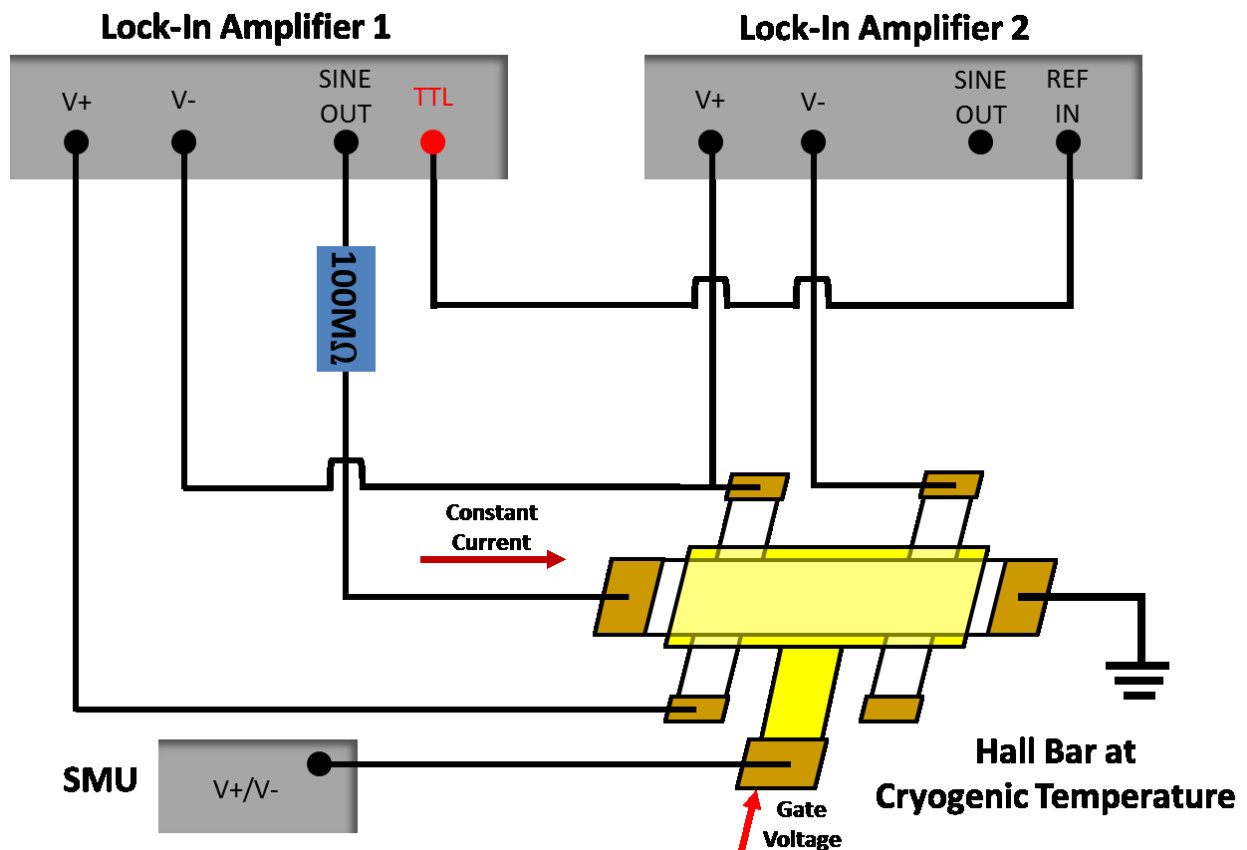 Lock-In Amplifier 1
Lock-In Amplifier 2
V+
V-
SINE
OUT
TTL
V+
V-
SINE
OUT
REF
IN
100MΩ
Constant
Current
Hall Bar at
Cryogenic Temperature
SMU
V+/V-
Gate
Voltage